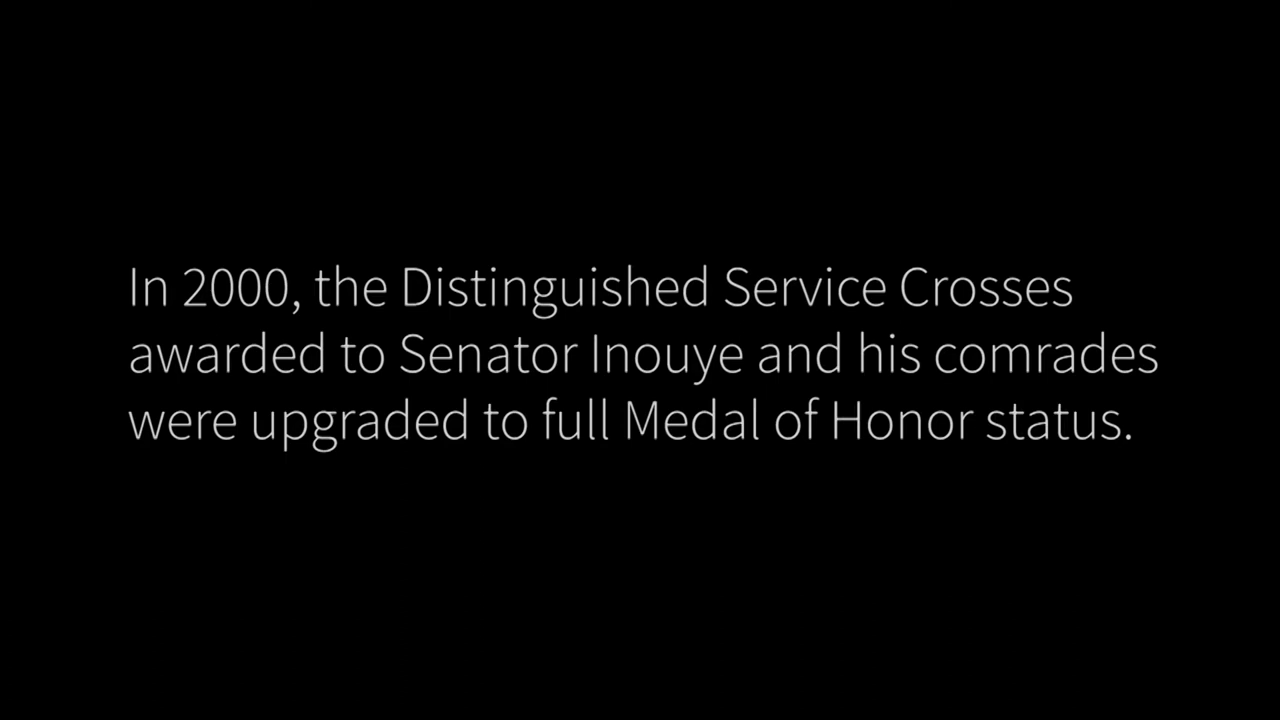 In 2000, the Distinguished Service Crosses
awarded to Senator Inouye and his comrades
were upgraded to full Medal of Honor status.